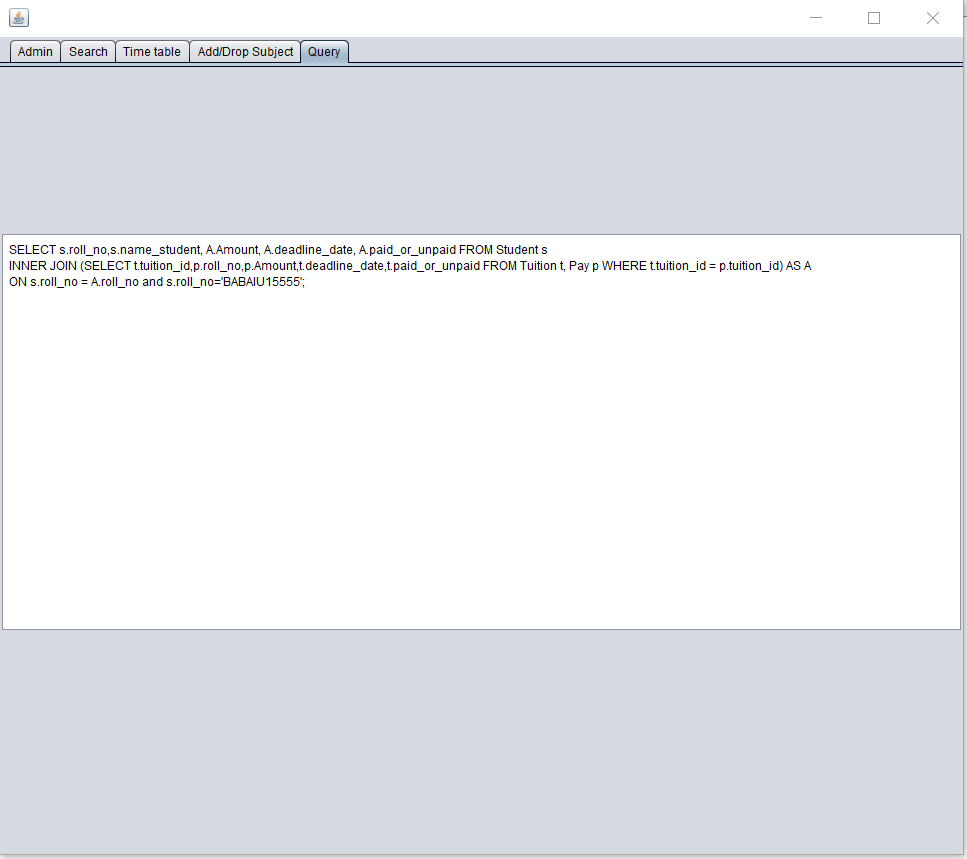 Admin Search Time table Add/Drop Subject Query
SELECT s.roll_no,s.name_student, A.Amount, A.deadline_date, A.paid_or_unpaid FROM Student s
INNER JOIN (SELECT t.tuition_id,p.roll_no,p.Amount,t.deadline_date,t.paid_or_unpaid FROM Tuition t, Pay p WHERE t.tuition_id = p.tuition_id) AS A
ON s.roll_no = A.roll_no and s.roll_no='BABAIU15555';